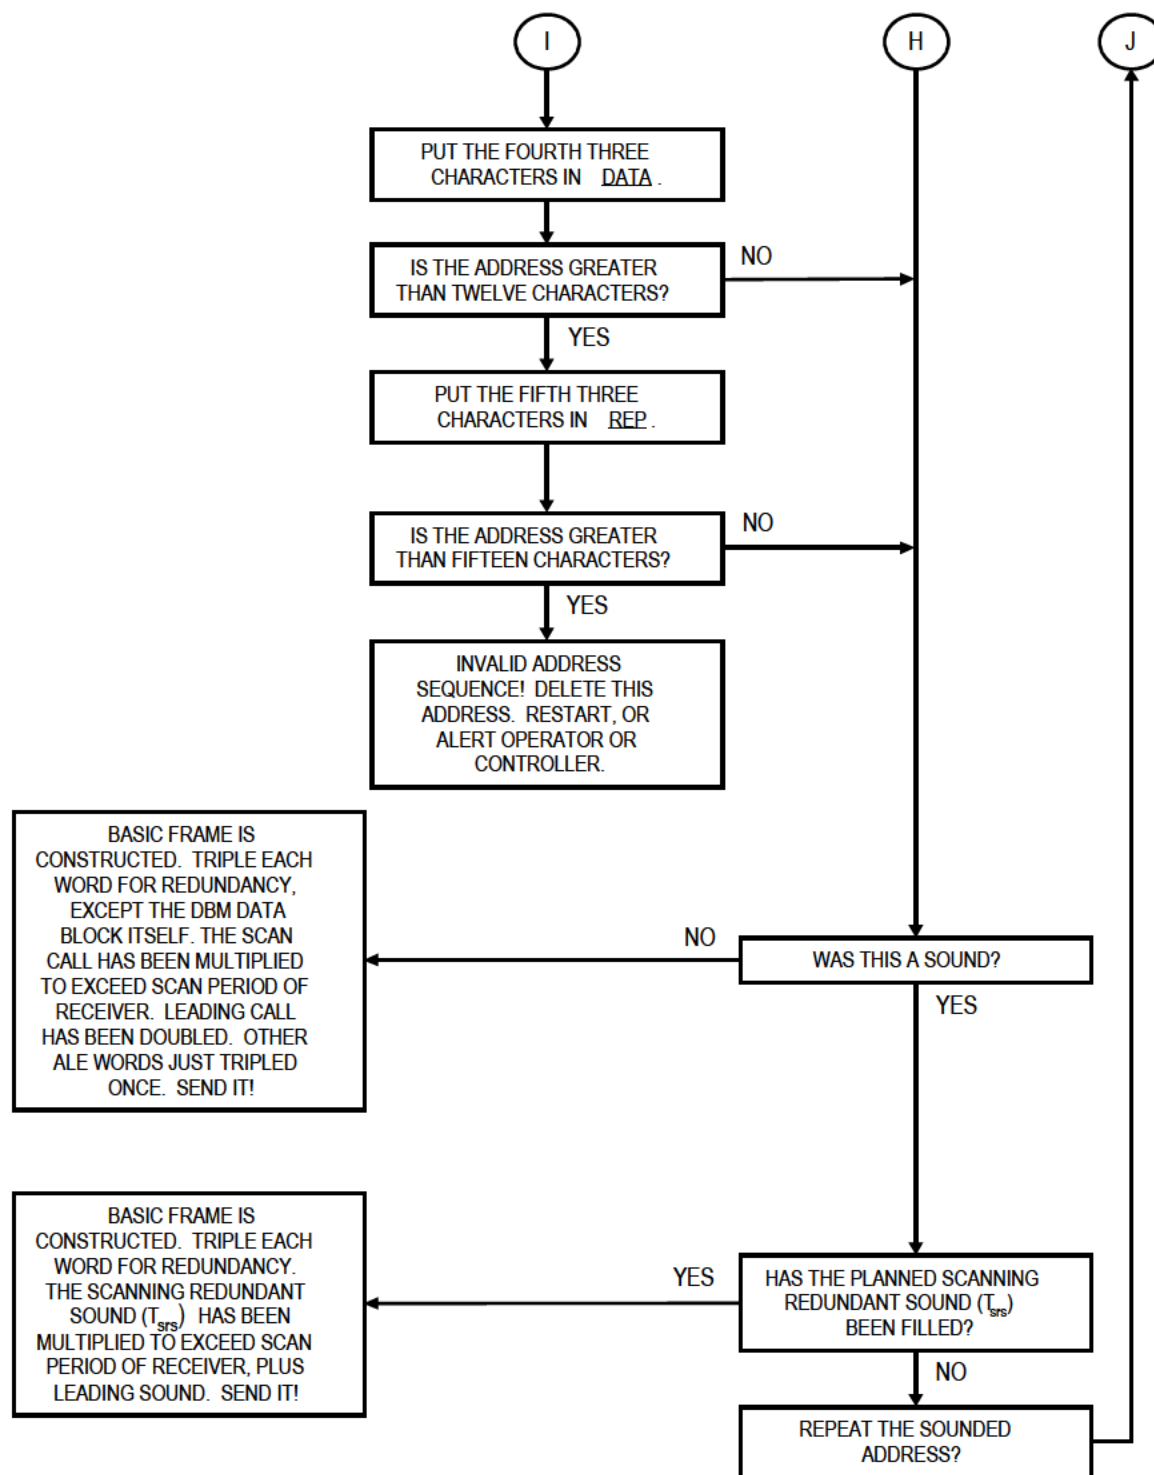 I
H
J
PUT THE FOURTH THREE
CHARACTERS IN DATA .
IS THE ADDRESS GREATER
THAN TWELVE CHARACTERS?
NO
YES
PUT THE FIFTH THREE
CHARACTERS IN REP .
IS THE ADDRESS GREATER
THAN FIFTEEN CHARACTERS?
NO
YES
INVALID ADDRESS
SEQUENCE! DELETE THIS
ADDRESS. RESTART, OR
ALERT OPERATOR OR
CONTROLLER.
BASIC FRAME IS
CONSTRUCTED. TRIPLE EACH
WORD FOR REDUNDANCY,
EXCEPT THE DBM DATA
BLOCK ITSELF. THE SCAN
CALL HAS BEEN MULTIPLIED
TO EXCEED SCAN PERIOD OF
RECEIVER. LEADING CALL
HAS BEEN DOUBLED. OTHER
ALE WORDS JUST TRIPLED
ONCE. SEND IT!
NO
WAS THIS A SOUND?
YES
BASIC FRAME IS
CONSTRUCTED. TRIPLE EACH
WORD FOR REDUNDANCY.
THE SCANNING REDUNDANT
SOUND (Tsrs) HAS BEEN
MULTIPLIED TO EXCEED SCAN
PERIOD OF RECEIVER, PLUS
LEADING SOUND. SEND IT!
YES
HAS THE PLANNED SCANNING
REDUNDANT SOUND (Tsrs)
BEEN FILLED?
NO
REPEAT THE SOUNDED
ADDRESS?